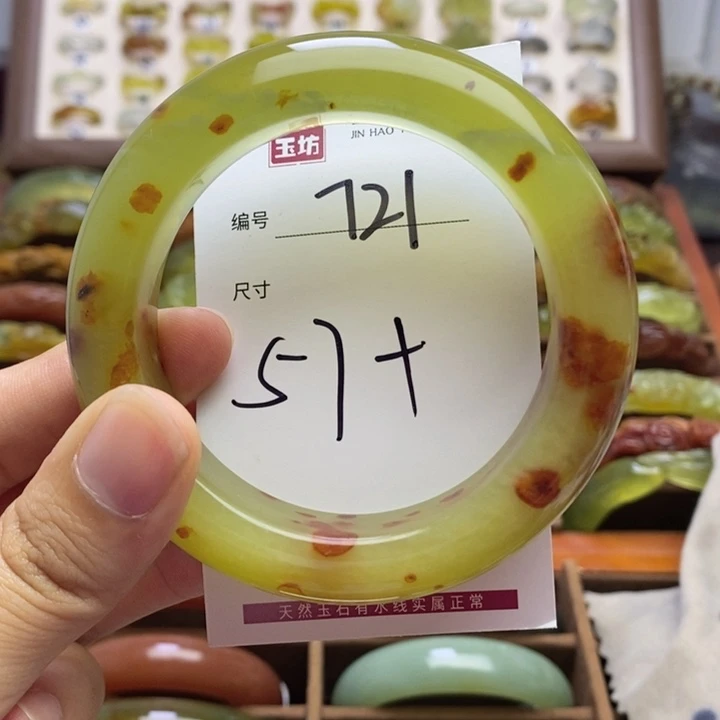 玉坊
JIN HAO
编号 721
尺寸
57+
天然玉石有水线实属正常